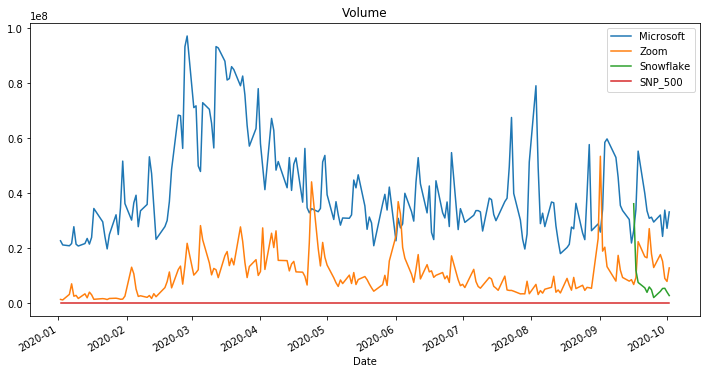 Volume
1e8
1.0
0.8
0.6
0.4
0.2
0.0
Microsoft
Zoom
Snowflake
SNP_500
2020-01
2020-02
2020-03
2020-04
2020-05
2020-06
2020-07
2020-08
2020-09
2020-10
Date